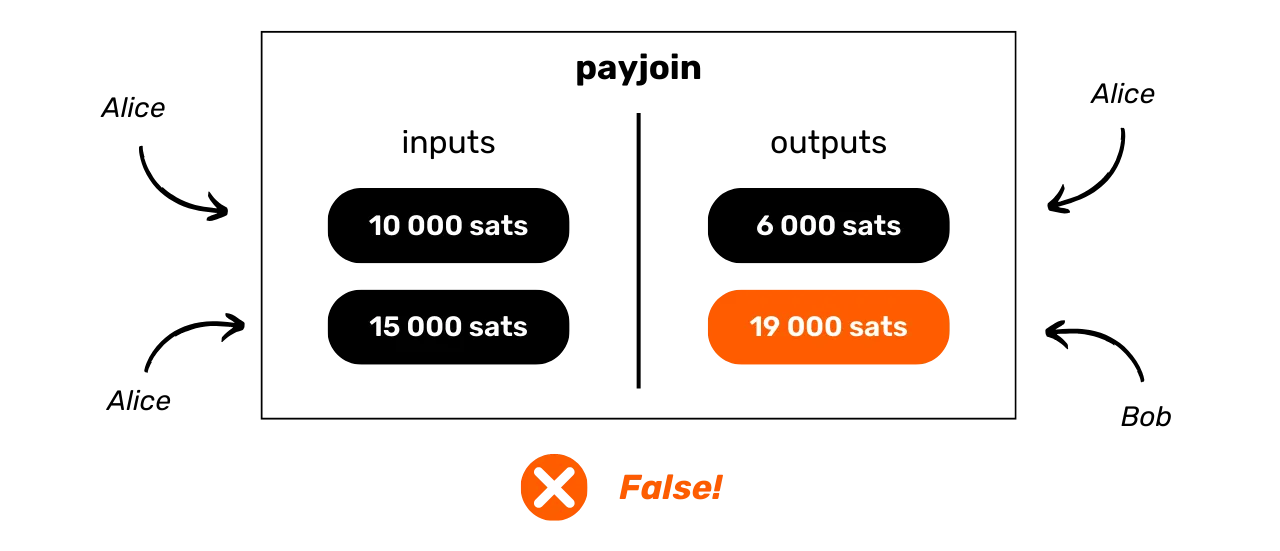 payjoin
Alice
Alice
inputs
outputs
10 000 sats
6 000 sats
15 000 sats
19 000 sats
Alice
Bob
False!